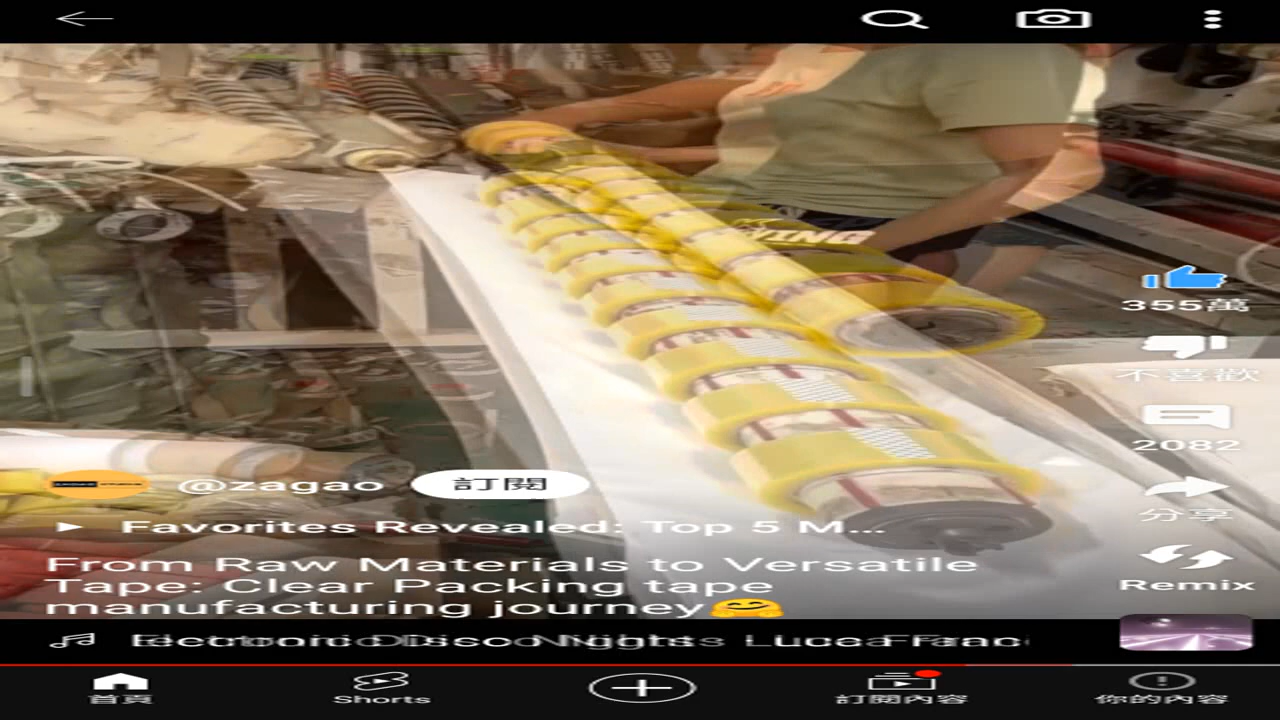 355萬
不喜歡
2082
分享
Remix
@zagao
訂閱
Favorites Revealed: Top 5 M...
From Raw Materials to Versatile
Tape: Clear Packing tape
manufacturing journey🤗
首頁
Shorts
訂閱內容
你的內容